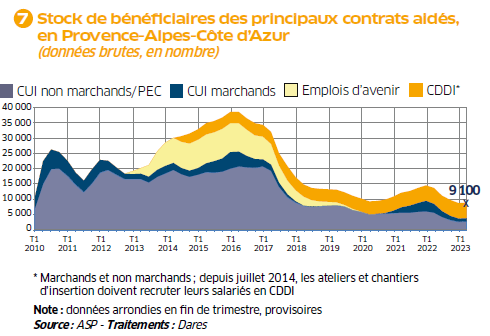 7 Stock de bénéficiaires des principaux contrats aidés,
en Provence-Alpes-Côte d'Azur
(données brutes, en nombre)
CUI non marchands/PEC CUI marchands Emplois d'avenir CDDI*
40 000
35 000
30 000
25 000
20 000
15 000
10 000
5 000
0
9 100
x
T1 T1 T1 T1 T1 T1 T1 T1 T1 T1 T1 T1 T1 T1
2010 2011 2012 2013 2014 2015 2016 2017 2018 2019 2020 2021 2022 2023
* Marchands et non marchands ; depuis juillet 2014, les ateliers et chantiers
d'insertion doivent recruter leurs salariés en CDDI
Note : données arrondies en fin de trimestre, provisoires
Source : ASP - Traitements : Dares